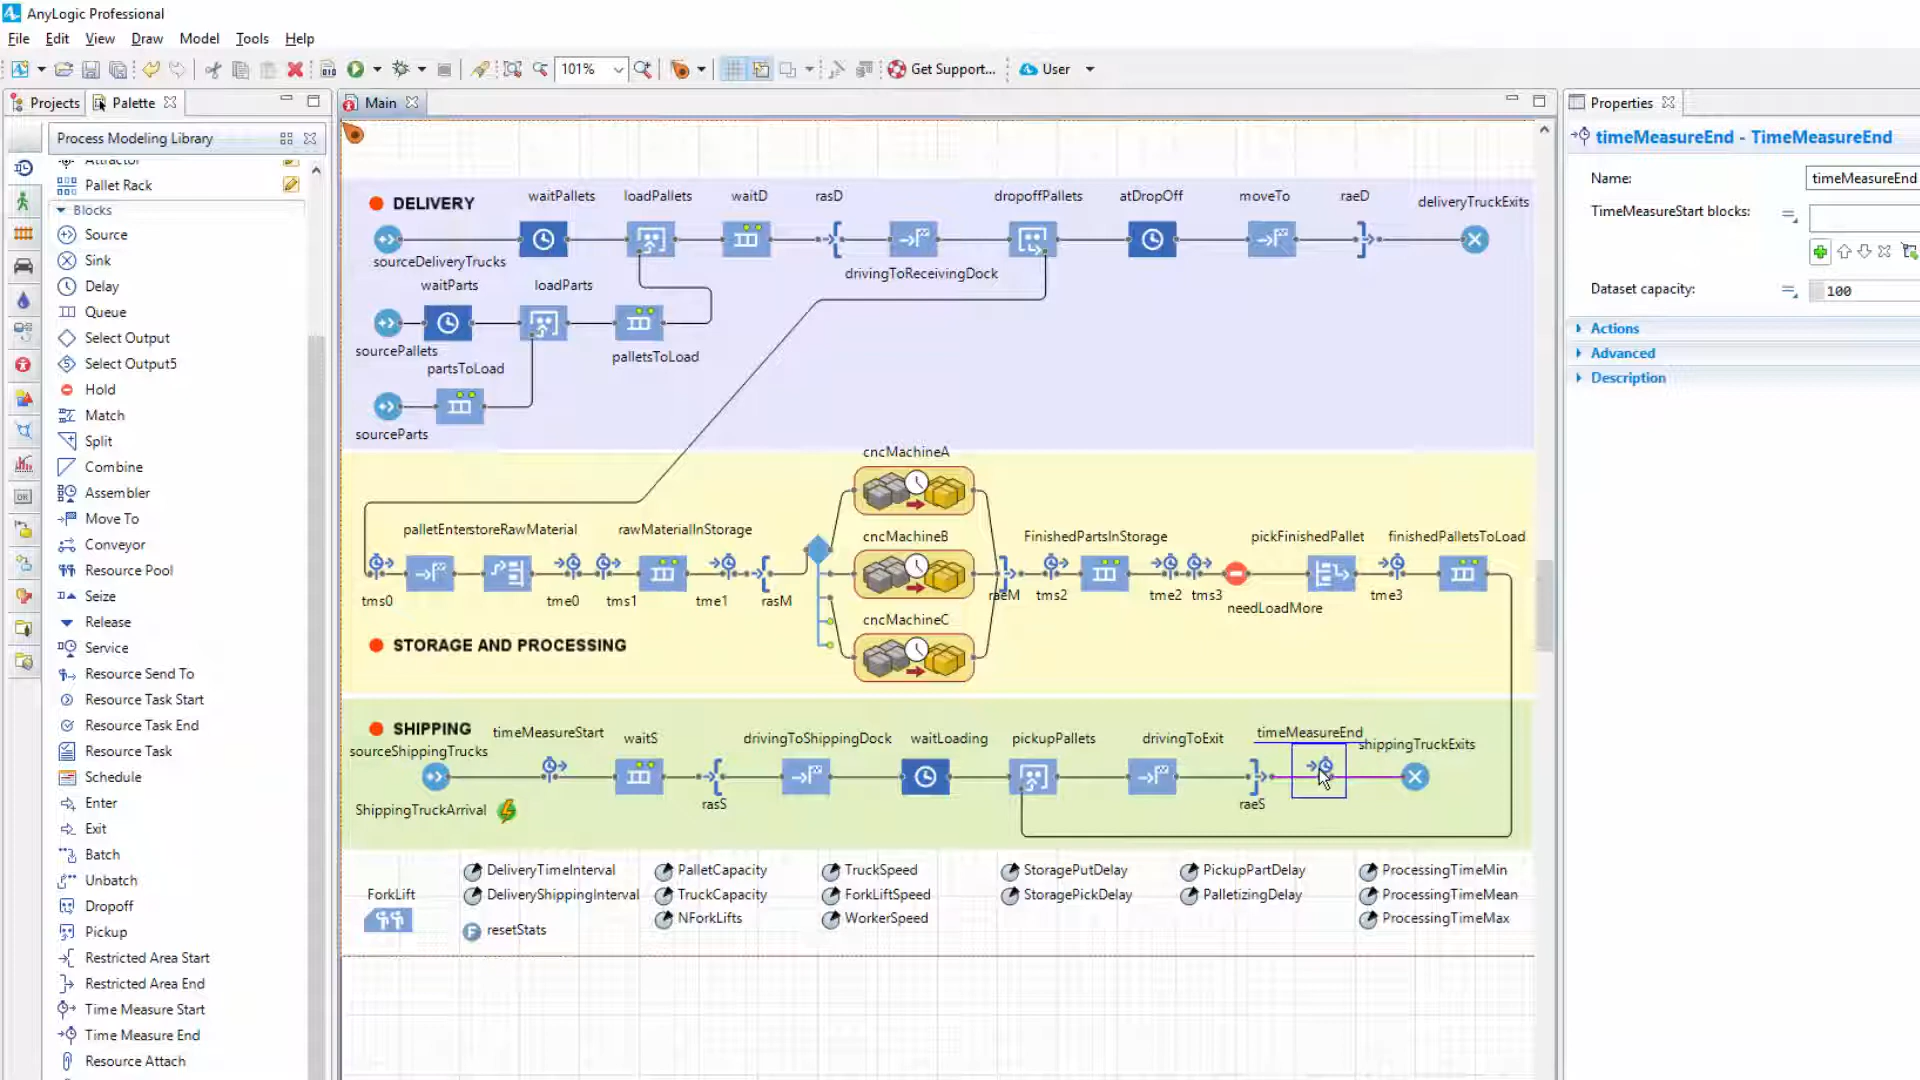 AnyLogic Professional
File Edit View Draw Model Tools Help
101% Get Support... User
Projects Palette Main Properties
Process Modeling Library
Pallet Rack
Blocks
Source
Sink
Delay
Queue
Select Output
Select Output5
Hold
Match
Split
Combine
Assembler
Move To
Conveyor
Resource Pool
Seize
Release
Service
Resource Send To
Resource Task Start
Resource Task End
Resource Task
Schedule
Enter
Exit
Batch
Unbatch
Dropoff
Pickup
Restricted Area Start
Restricted Area End
Time Measure Start
Time Measure End
Resource Attach
DELIVERY
waitPallets loadPallets waitD rasD dropoffPallets atDropOff moveTo raeD deliveryTruckExits
sourceDeliveryTrucks drivingToReceivingDock
waitParts loadParts
sourcePallets palletsToLoad
partsToLoad
sourceParts
cncMachineA
palletEnterstoreRawMaterial rawMaterialInStorage cncMachineB FinishedPartsInStorage pickFinishedPallet finishedPalletsToLoad
tms0 tme0 tms1 tme1 rasM raeM tms2 tme2 tms3 needLoadMore tme3
cncMachineC
STORAGE AND PROCESSING
SHIPPING
timeMeasureStart waitS drivingToShippingDock waitLoading pickupPallets drivingToExit timeMeasureEnd shippingTruckExits
sourceShippingTrucks
ShippingTruckArrival rasS raeS
ForkLift
DeliveryTimeInterval PalletCapacity TruckSpeed StoragePutDelay PickupPartDelay ProcessingTimeMin
DeliveryShippingInterval TruckCapacity ForkLiftSpeed StoragePickDelay PalletizingDelay ProcessingTimeMean
NForkLifts WorkerSpeed ProcessingTimeMax
resetStats
timeMeasureEnd - TimeMeasureEnd
Name: timeMeasureEnd
TimeMeasureStart blocks:
Dataset capacity: 100
Actions
Advanced
Description